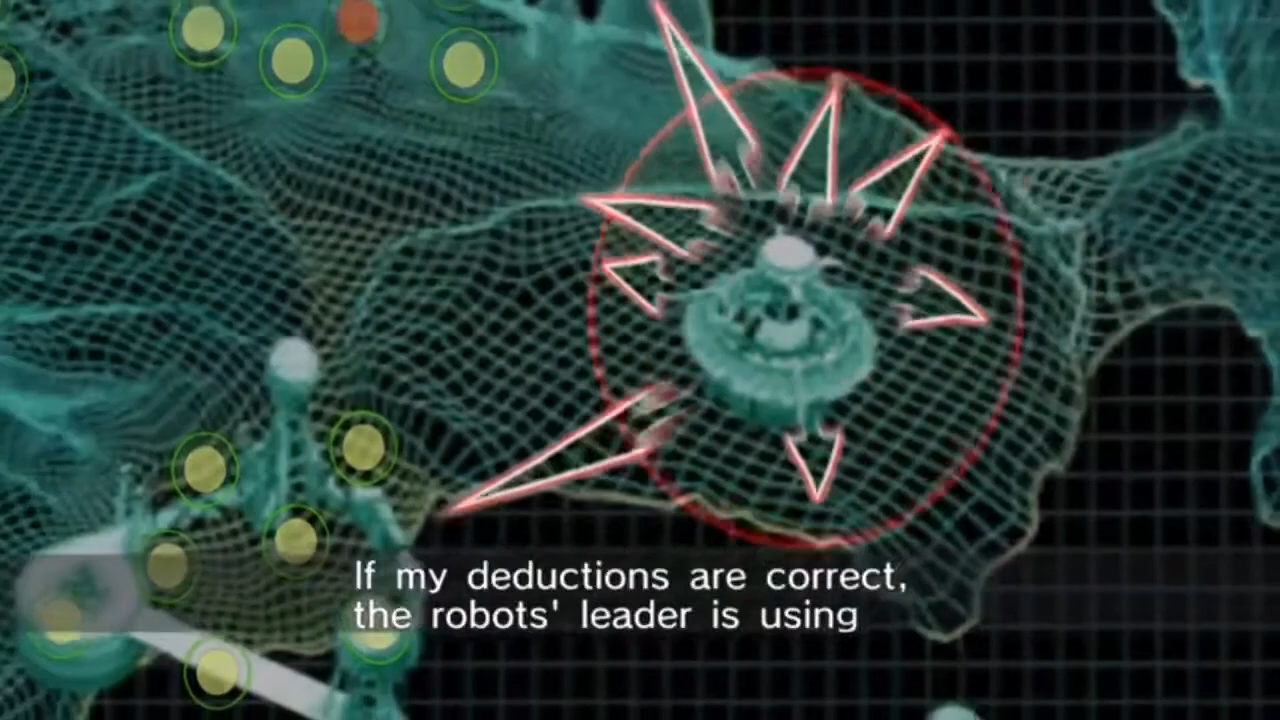 If my deductions are correct,
the robots' leader is using